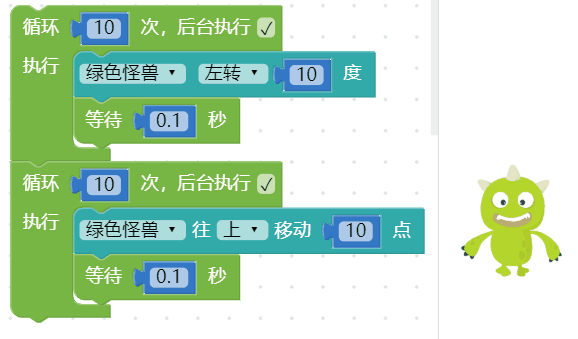 循环 10 次，后台执行 ✓
执行 绿色怪兽 ▼ 左转 ▼ 10 度
等待 0.1 秒
循环 10 次，后台执行 ✓
执行 绿色怪兽 ▼ 往 上 ▼ 移动 10 点
等待 0.1 秒